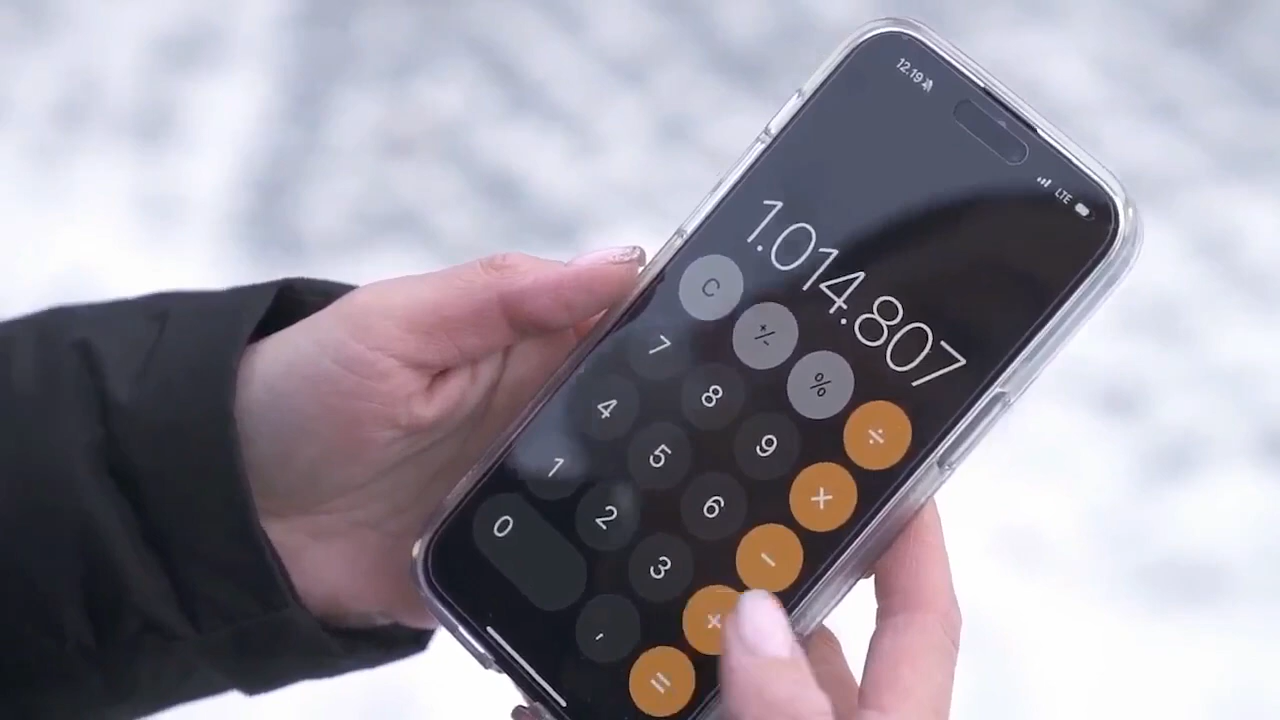 12.19
LTE
1.014.807
C +/- % ÷
7 8 9 ×
4 5 6 −
1 2 3 +
0 , =